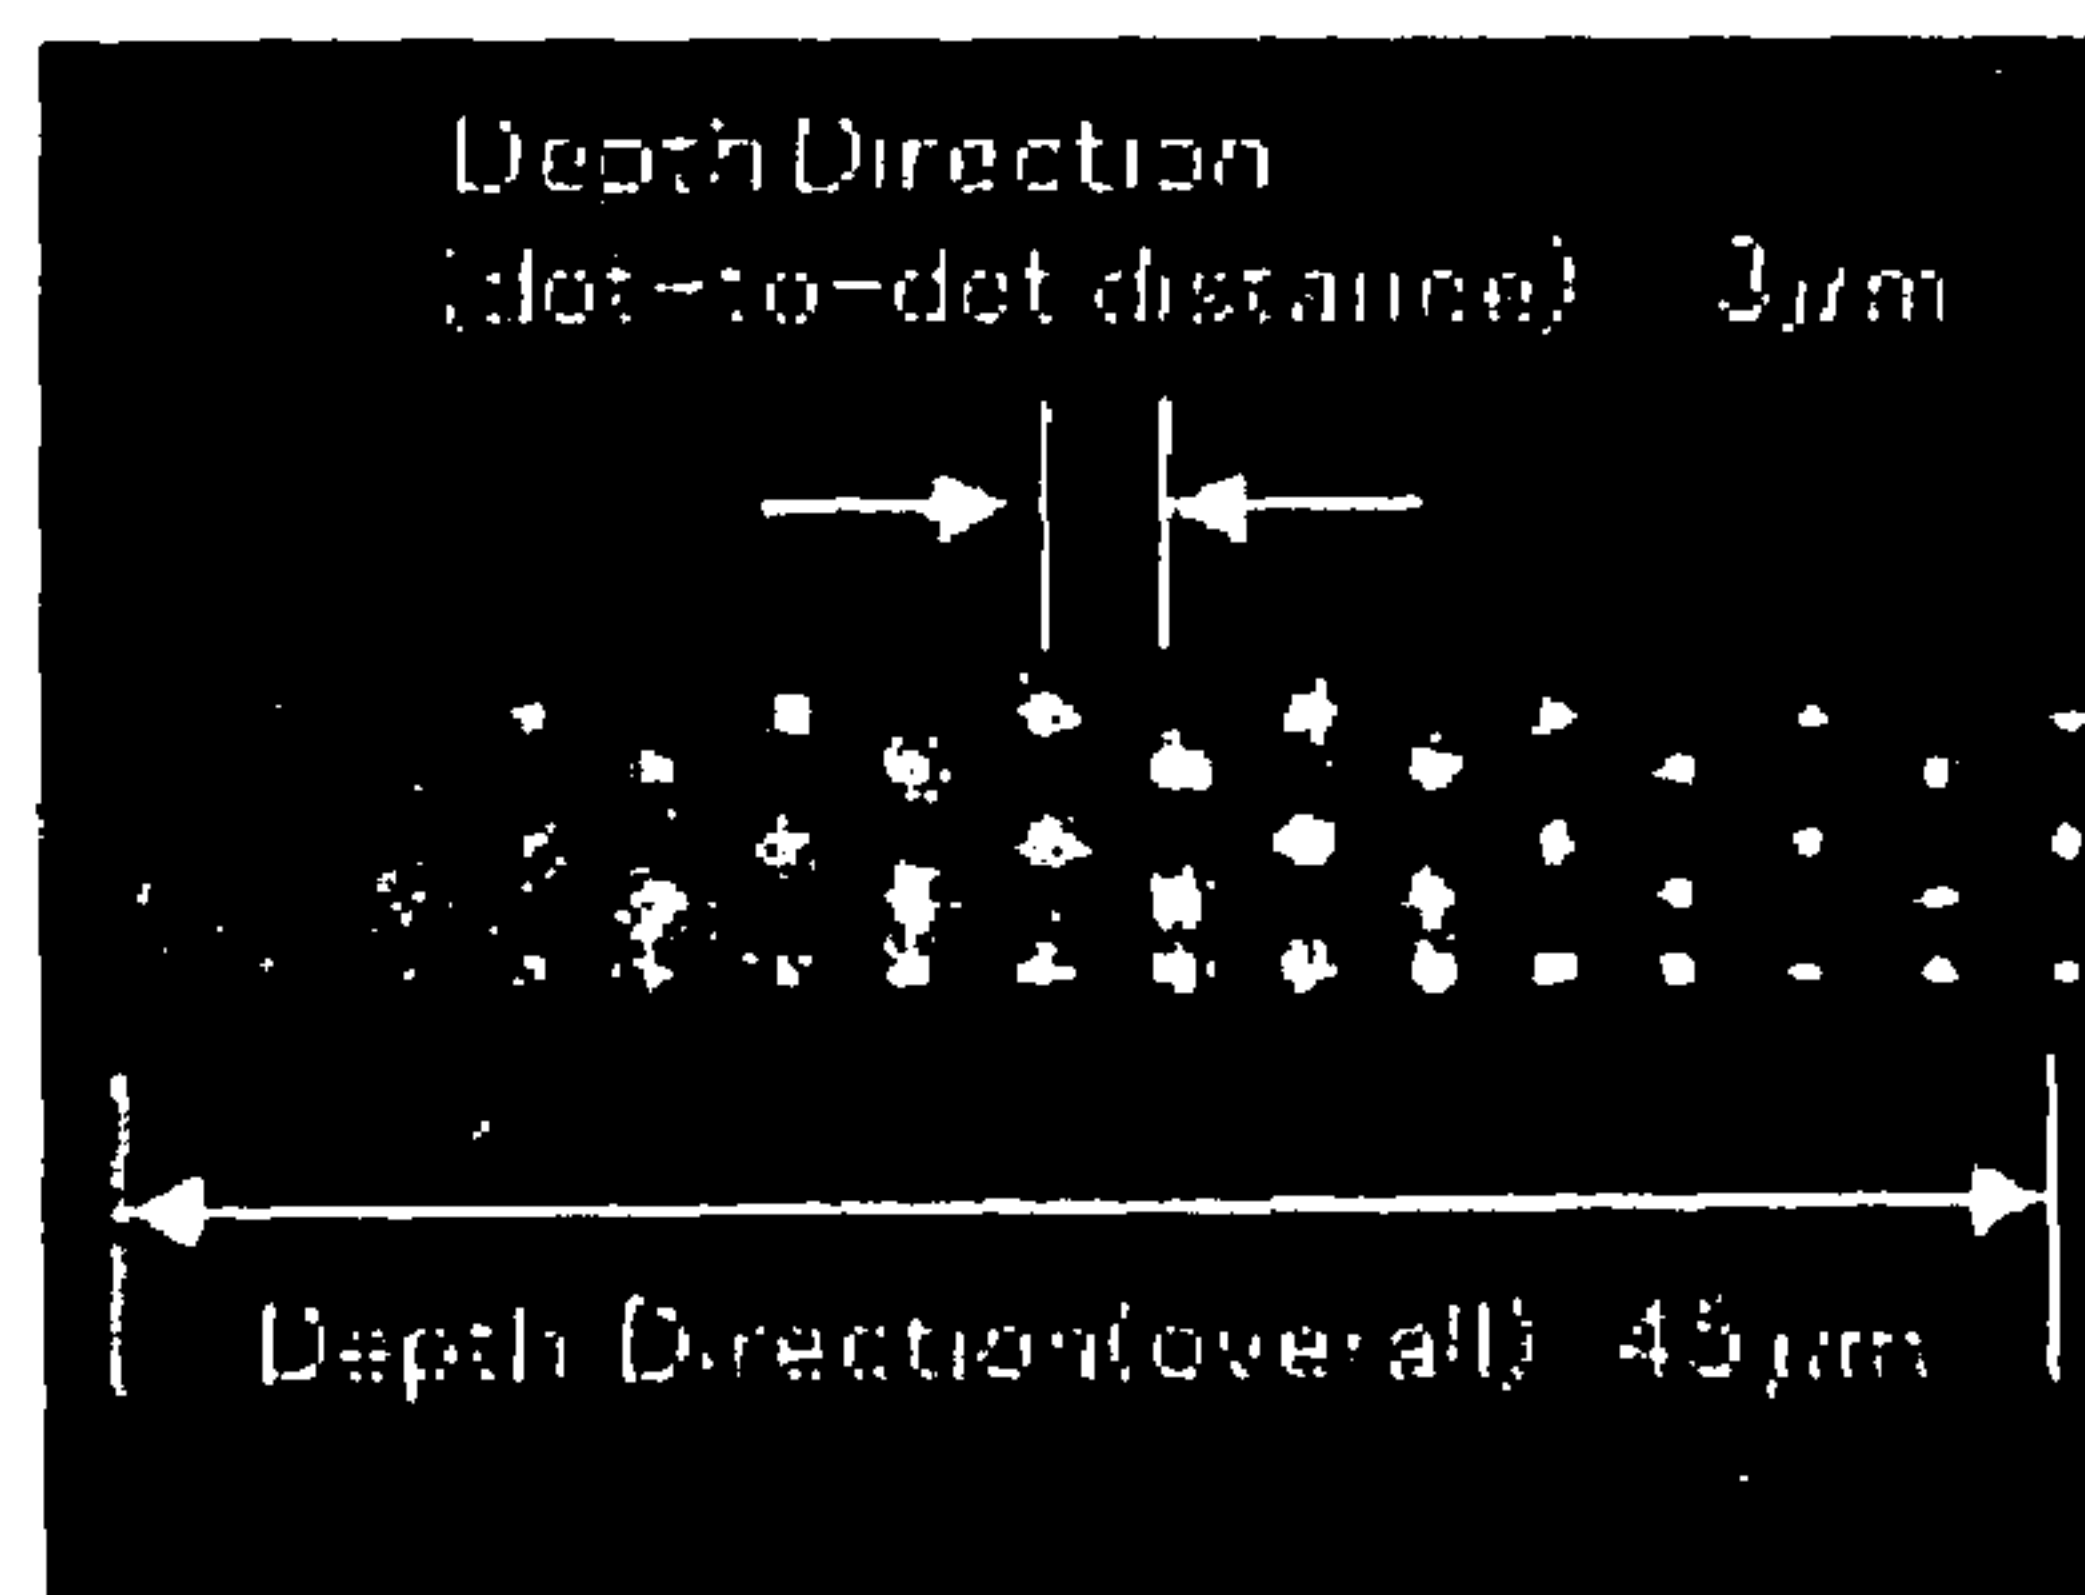 Depth Direction
(dot-to-dot distance) 3μm
Depth Direction(overall) 45μm